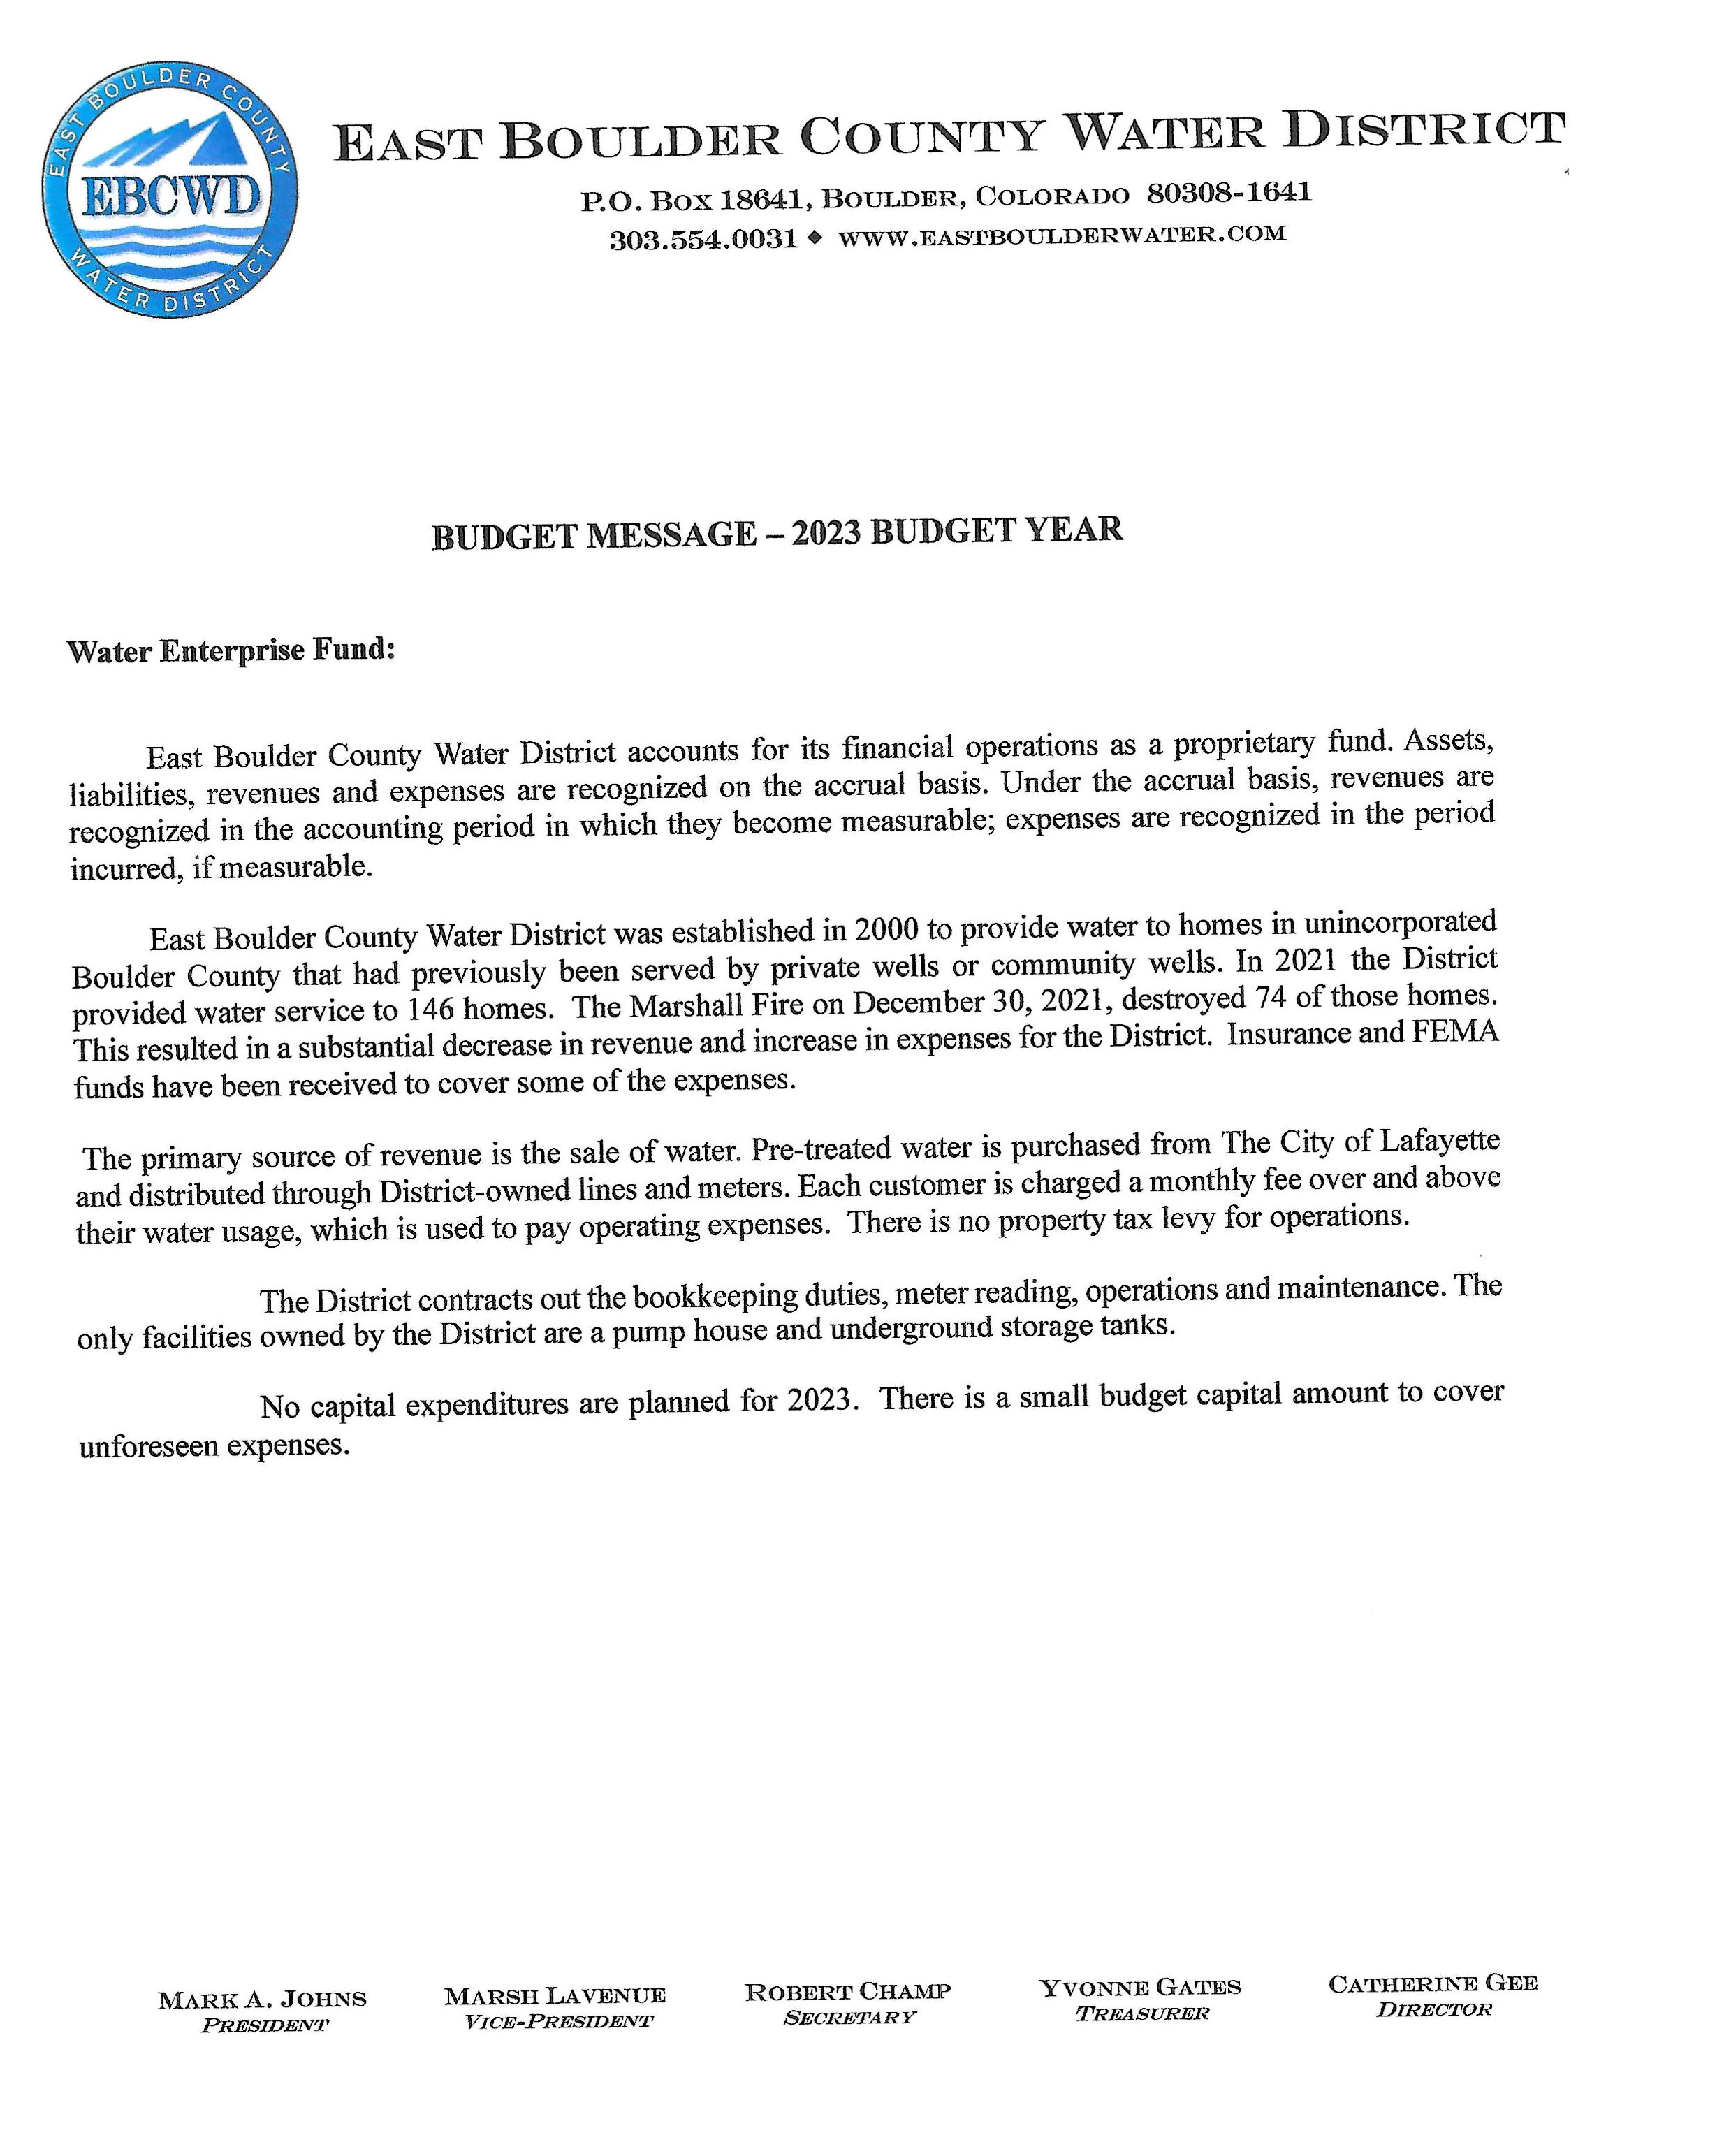 EAST BOULDER COUNTY
EBCWD
WATER DISTRICT
EAST BOULDER COUNTY WATER DISTRICT
P.O. BOX 18641, BOULDER, COLORADO 80308-1641
303.554.0031 ◆ WWW.EASTBOULDERWATER.COM
BUDGET MESSAGE – 2023 BUDGET YEAR
Water Enterprise Fund:
East Boulder County Water District accounts for its financial operations as a proprietary fund. Assets,
liabilities, revenues and expenses are recognized on the accrual basis. Under the accrual basis, revenues are
recognized in the accounting period in which they become measurable; expenses are recognized in the period
incurred, if measurable.
East Boulder County Water District was established in 2000 to provide water to homes in unincorporated
Boulder County that had previously been served by private wells or community wells. In 2021 the District
provided water service to 146 homes. The Marshall Fire on December 30, 2021, destroyed 74 of those homes.
This resulted in a substantial decrease in revenue and increase in expenses for the District. Insurance and FEMA
funds have been received to cover some of the expenses.
The primary source of revenue is the sale of water. Pre-treated water is purchased from The City of Lafayette
and distributed through District-owned lines and meters. Each customer is charged a monthly fee over and above
their water usage, which is used to pay operating expenses. There is no property tax levy for operations.
The District contracts out the bookkeeping duties, meter reading, operations and maintenance. The
only facilities owned by the District are a pump house and underground storage tanks.
No capital expenditures are planned for 2023. There is a small budget capital amount to cover
unforeseen expenses.
MARK A. JOHNS MARSH LAVENUE ROBERT CHAMP YVONNE GATES CATHERINE GEE
PRESIDENT VICE-PRESIDENT SECRETARY TREASURER DIRECTOR